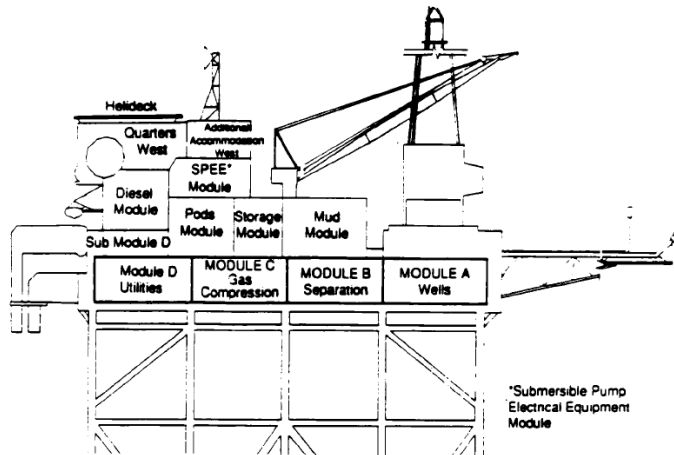 Helideck
Quarters
West
Additionall
Accommodation
West
SPEE*
Module
Diesel
Module
Pods
Module
Storage
Module
Mud
Module
Sub Module D
Module D
Utilities
MODULE C
Gas
Compression
MODULE B
Separation
MODULE A
Wells
*Submersible Pump
Electrical Equipment
Module